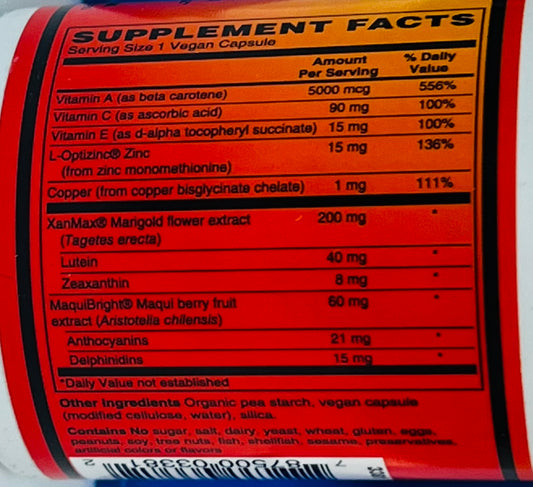 SUPPLEMENT FACTS
Serving Size 1 Vegan Capsule
Amount Per Serving % Daily Value
Vitamin A (as beta carotene) 5000 mcg 556%
Vitamin C (as ascorbic acid) 90 mg 100%
Vitamin E (as d-alpha tocopheryl succinate) 15 mg 100%
L-Optizinc® Zinc 15 mg 136%
(from zinc monomethionine)
Copper (from copper bisglycinate chelate) 1 mg 111%
XanMax® Marigold flower extract 200 mg *
(Tagetes erecta)
Lutein 40 mg *
Zeaxanthin 8 mg *
MaquiBright® Maqui berry fruit 60 mg *
extract (Aristotelia chilensis)
Anthocyanins 21 mg *
Delphinidins 15 mg *
*Daily Value not established
Other Ingredients Organic pea starch, vegan capsule
(modified cellulose, water), silica.
Contains No sugar, salt, dairy, yeast, wheat, gluten, eggs,
peanuts, soy, tree nuts, fish, shellfish, sesame, preservatives,
artificial colors or flavors